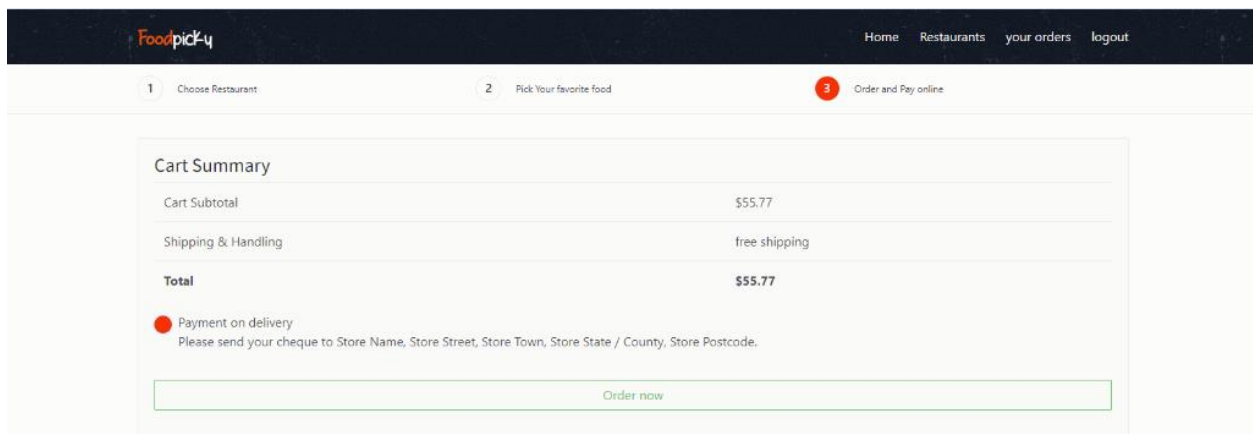 Foodpicky
Home Restaurants your orders logout
1 Choose Restaurant
2 Pick Your favorite food
3 Order and Pay online
Cart Summary
Cart Subtotal $55.77
Shipping & Handling free shipping
Total $55.77
Payment on delivery
Please send your cheque to Store Name, Store Street, Store Town, Store State / County, Store Postcode.
Order now